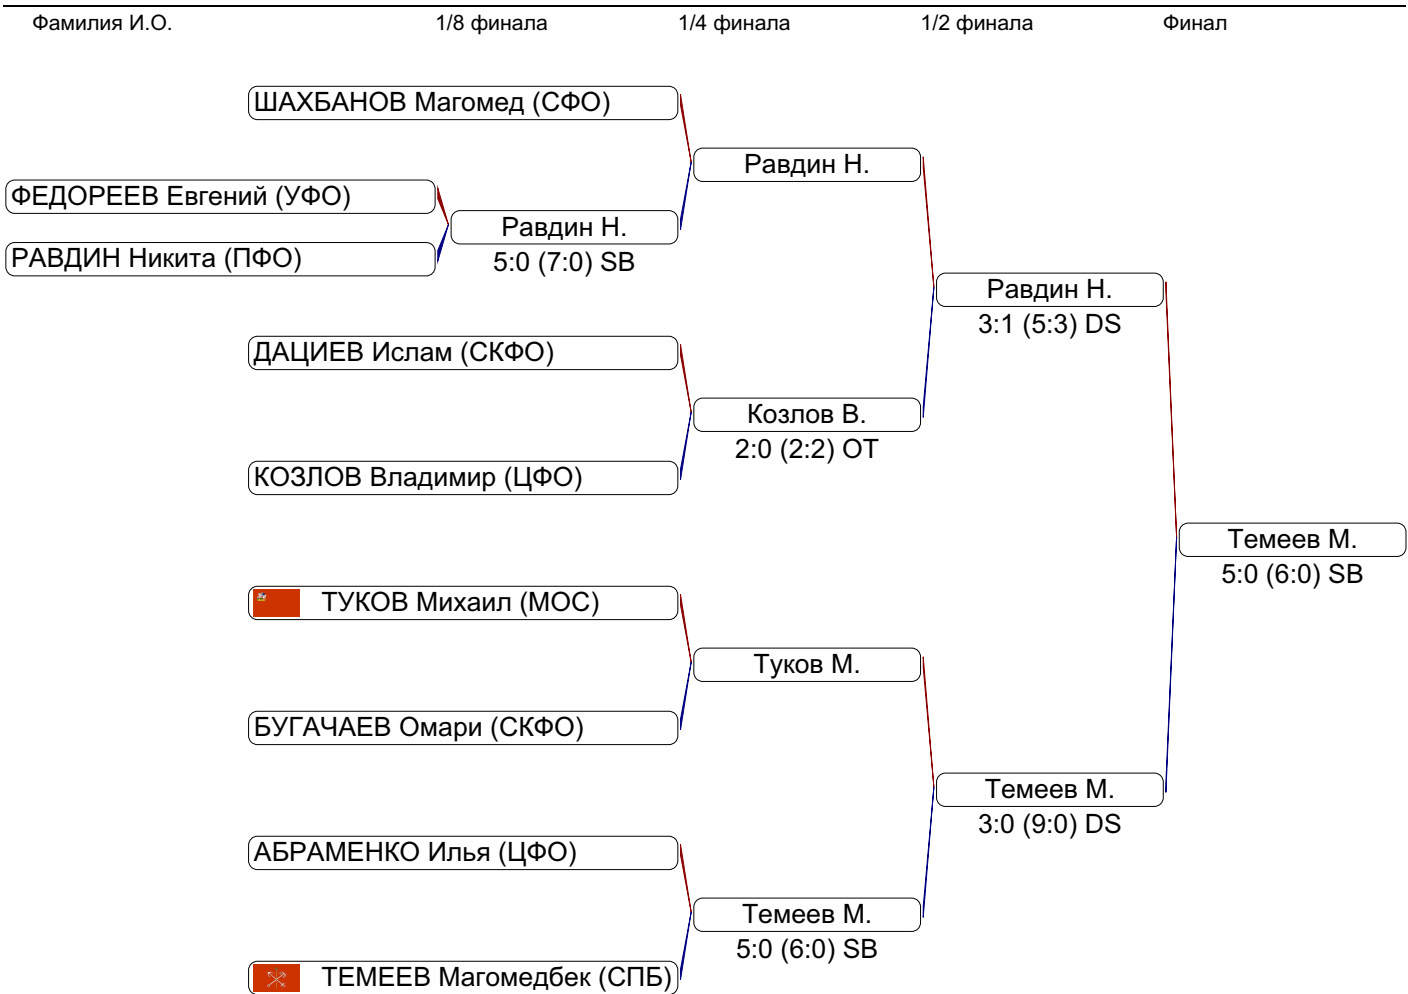 Фамилия И.О. 1/8 финала 1/4 финала 1/2 финала Финал
ШАХБАНОВ Магомед (СФО)
Равдин Н.
ФЕДОРЕЕВ Евгений (УФО)
Равдин Н.
РАВДИН Никита (ПФО)
5:0 (7:0) SB
Равдин Н.
3:1 (5:3) DS
ДАЦИЕВ Ислам (СКФО)
Козлов В.
2:0 (2:2) OT
КОЗЛОВ Владимир (ЦФО)
Темеев М.
5:0 (6:0) SB
ТУКОВ Михаил (МОС)
Туков М.
БУГАЧАЕВ Омари (СКФО)
Темеев М.
3:0 (9:0) DS
АБРАМЕНКО Илья (ЦФО)
Темеев М.
5:0 (6:0) SB
ТЕМЕЕВ Магомедбек (СПБ)